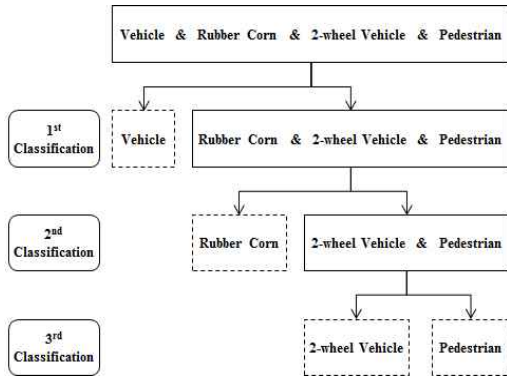 Vehicle & Rubber Corn & 2-wheel Vehicle & Pedestrian
1st
Classification
Vehicle
Rubber Corn & 2-wheel Vehicle & Pedestrian
2nd
Classification
Rubber Corn
2-wheel Vehicle & Pedestrian
3rd
Classification
2-wheel Vehicle
Pedestrian